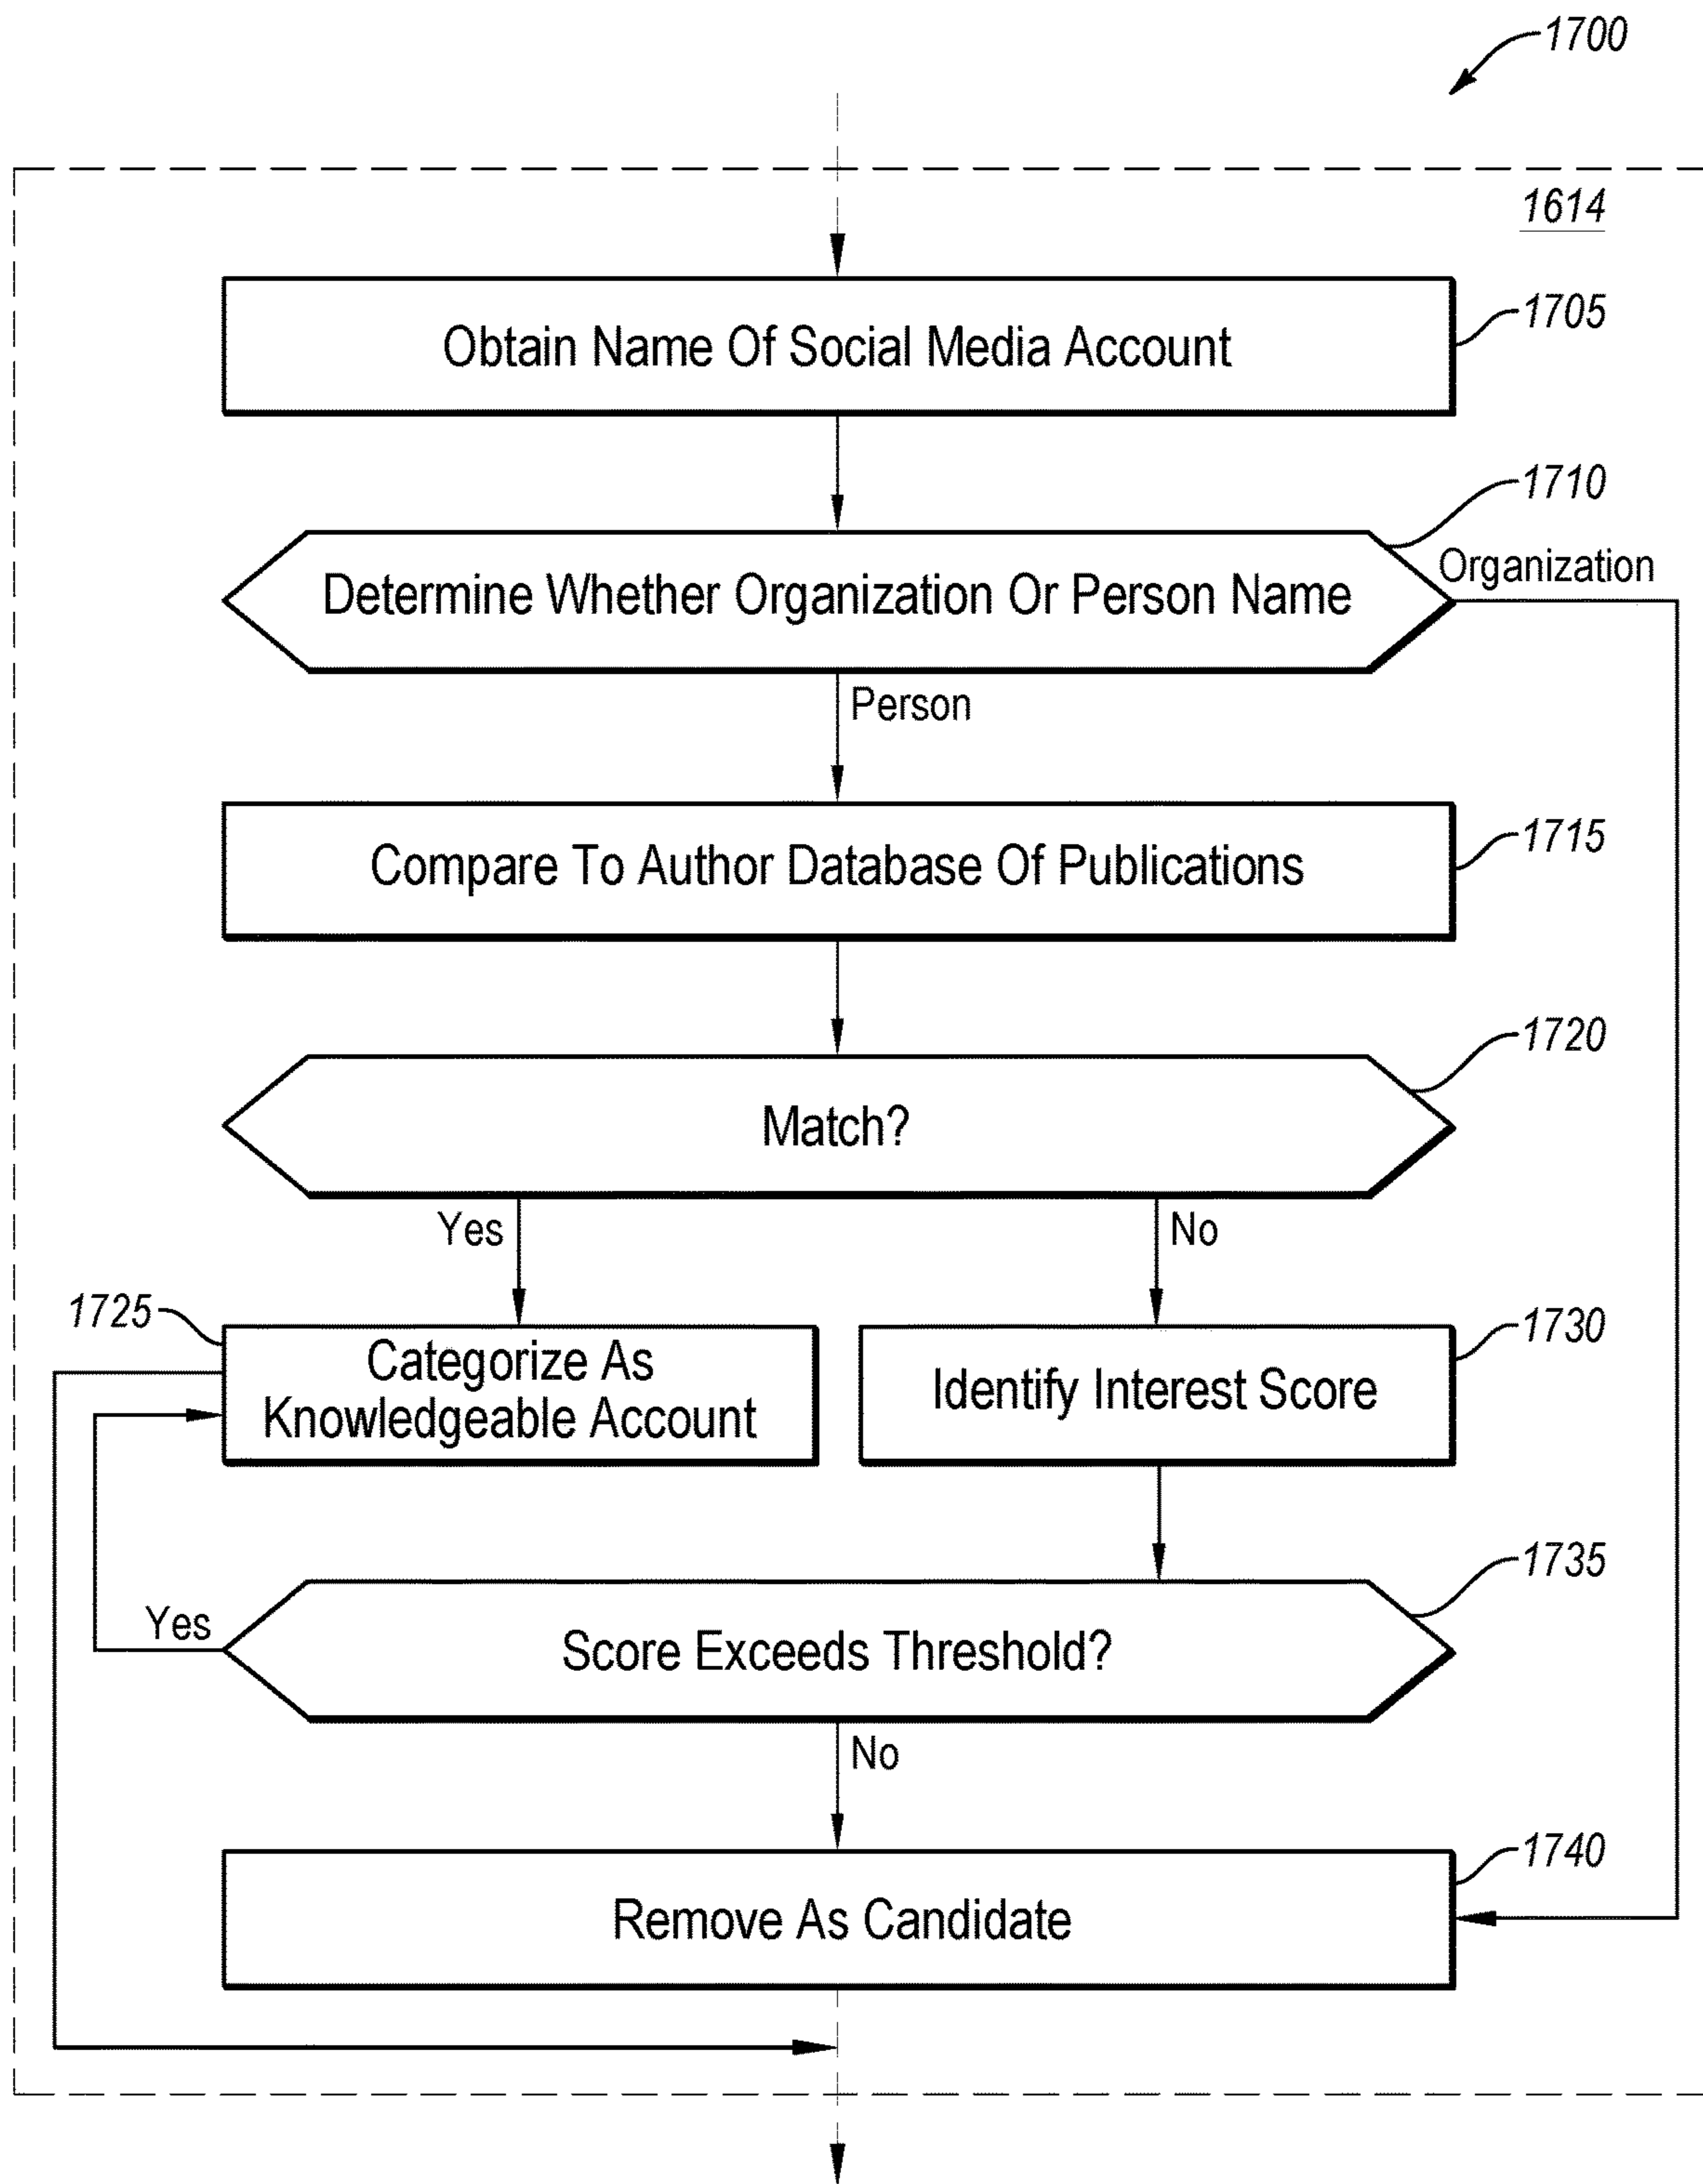 1700
1614
Obtain Name Of Social Media Account
1705
1710
Organization
Determine Whether Organization Or Person Name
Person
Compare To Author Database Of Publications
1715
1720
Match?
Yes
No
1725
Categorize As
Knowledgeable Account
1730
Identify Interest Score
1735
Yes
Score Exceeds Threshold?
No
1740
Remove As Candidate